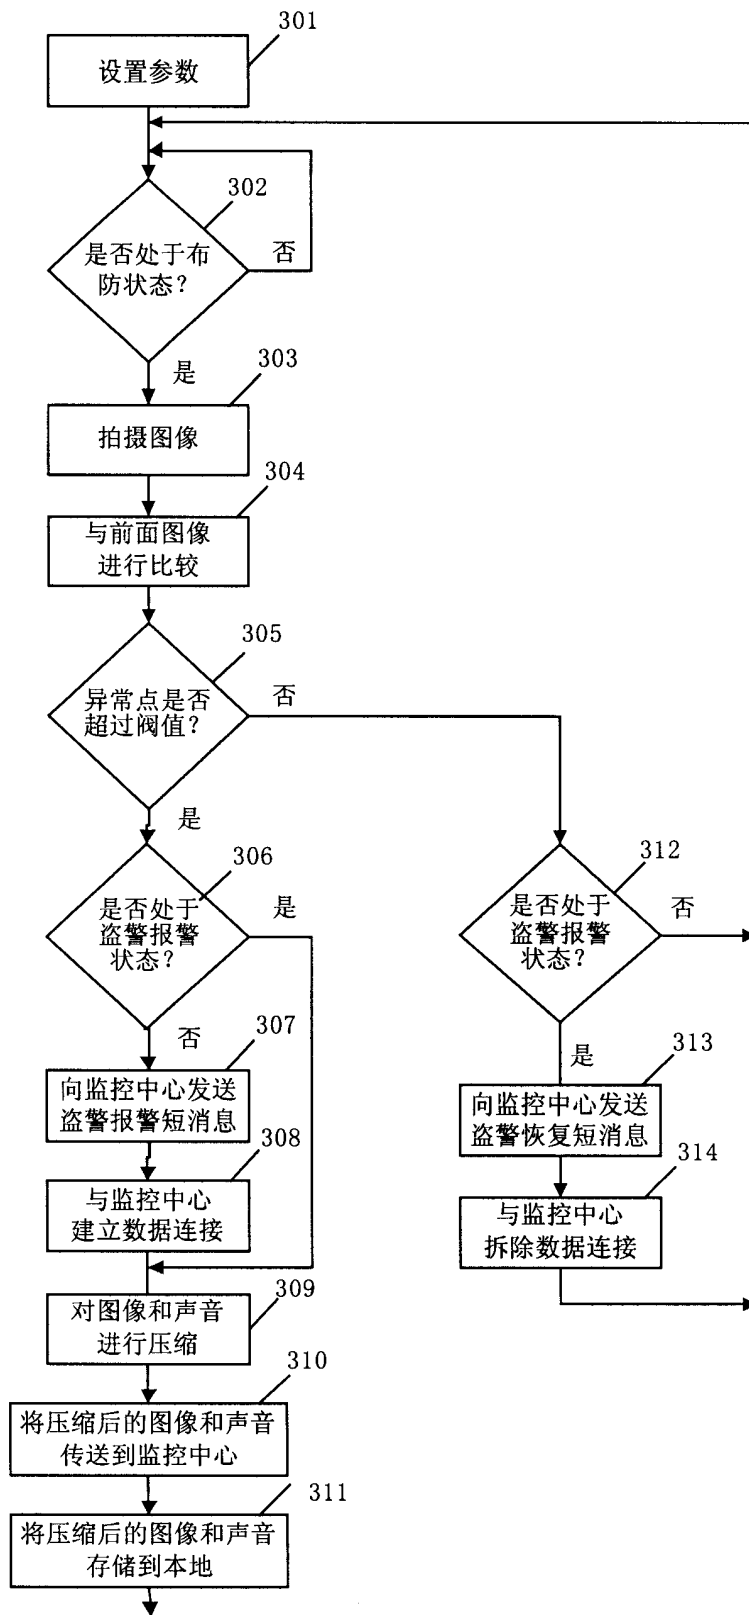 301
设置参数
302
是否处于布
防状态？
否
是
303
拍摄图像
304
与前面图像
进行比较
305
异常点是否
超过阀值？
否
是
306
是否处于
盗警报警
状态？
是
否
312
是否处于
盗警报警
状态？
否
是
307
向监控中心发送
盗警报警短消息
313
向监控中心发送
盗警恢复短消息
308
与监控中心
建立数据连接
314
与监控中心
拆除数据连接
309
对图像和声音
进行压缩
310
将压缩后的图像和声音
传送到监控中心
311
将压缩后的图像和声音
存储到本地